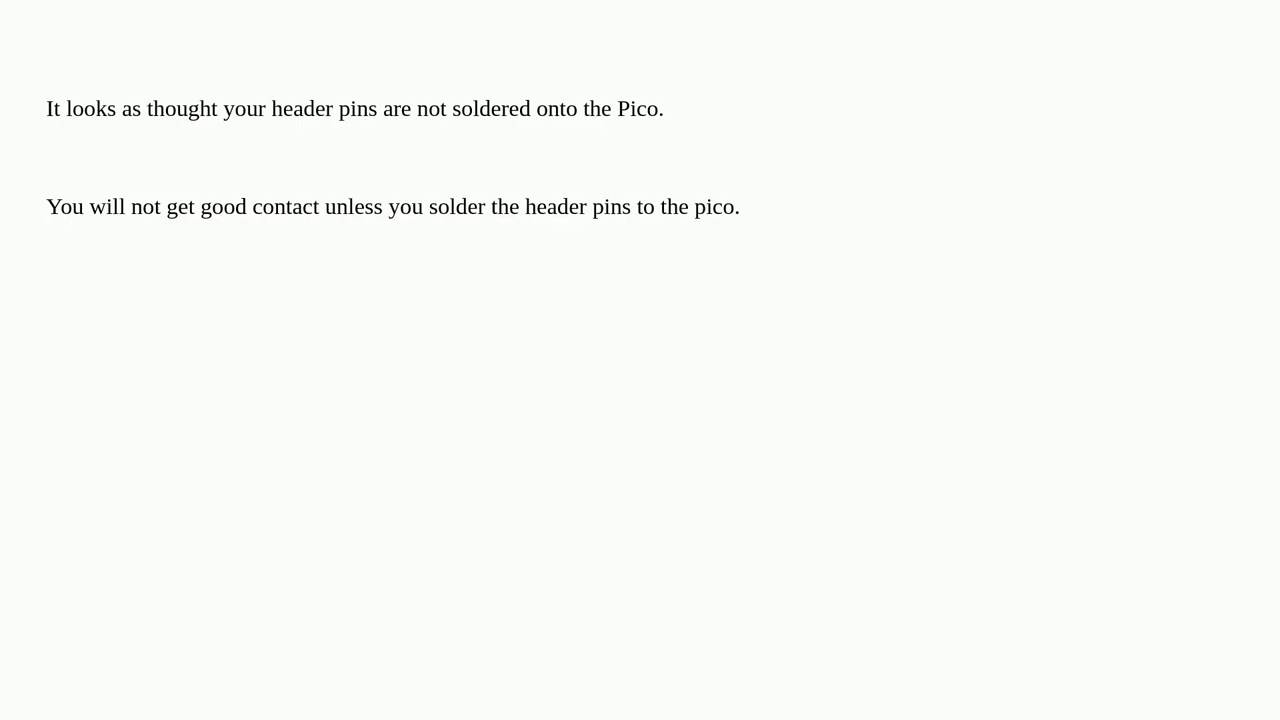 It looks as thought your header pins are not soldered onto the Pico.
You will not get good contact unless you solder the header pins to the pico.